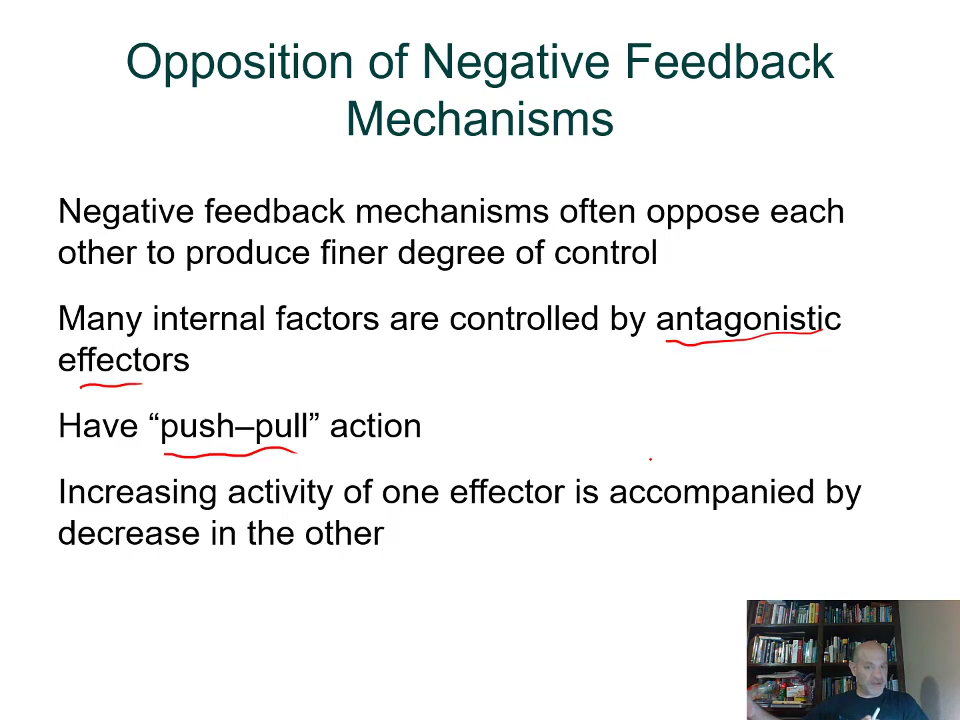 Opposition of Negative Feedback
Mechanisms
Negative feedback mechanisms often oppose each
other to produce finer degree of control
Many internal factors are controlled by antagonistic
effectors
Have “push–pull” action
Increasing activity of one effector is accompanied by
decrease in the other